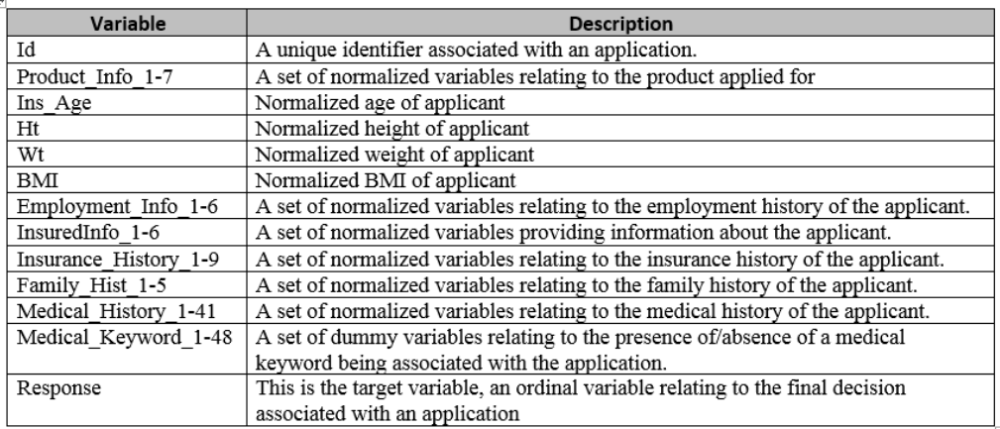 Variable Description
Id A unique identifier associated with an application.
Product_Info_1-7 A set of normalized variables relating to the product applied for
Ins_Age Normalized age of applicant
Ht Normalized height of applicant
Wt Normalized weight of applicant
BMI Normalized BMI of applicant
Employment_Info_1-6 A set of normalized variables relating to the employment history of the applicant.
InsuredInfo_1-6 A set of normalized variables providing information about the applicant.
Insurance_History_1-9 A set of normalized variables relating to the insurance history of the applicant.
Family_Hist_1-5 A set of normalized variables relating to the family history of the applicant.
Medical_History_1-41 A set of normalized variables relating to the medical history of the applicant.
Medical_Keyword_1-48 A set of dummy variables relating to the presence of/absence of a medical
keyword being associated with the application.
Response This is the target variable, an ordinal variable relating to the final decision
associated with an application